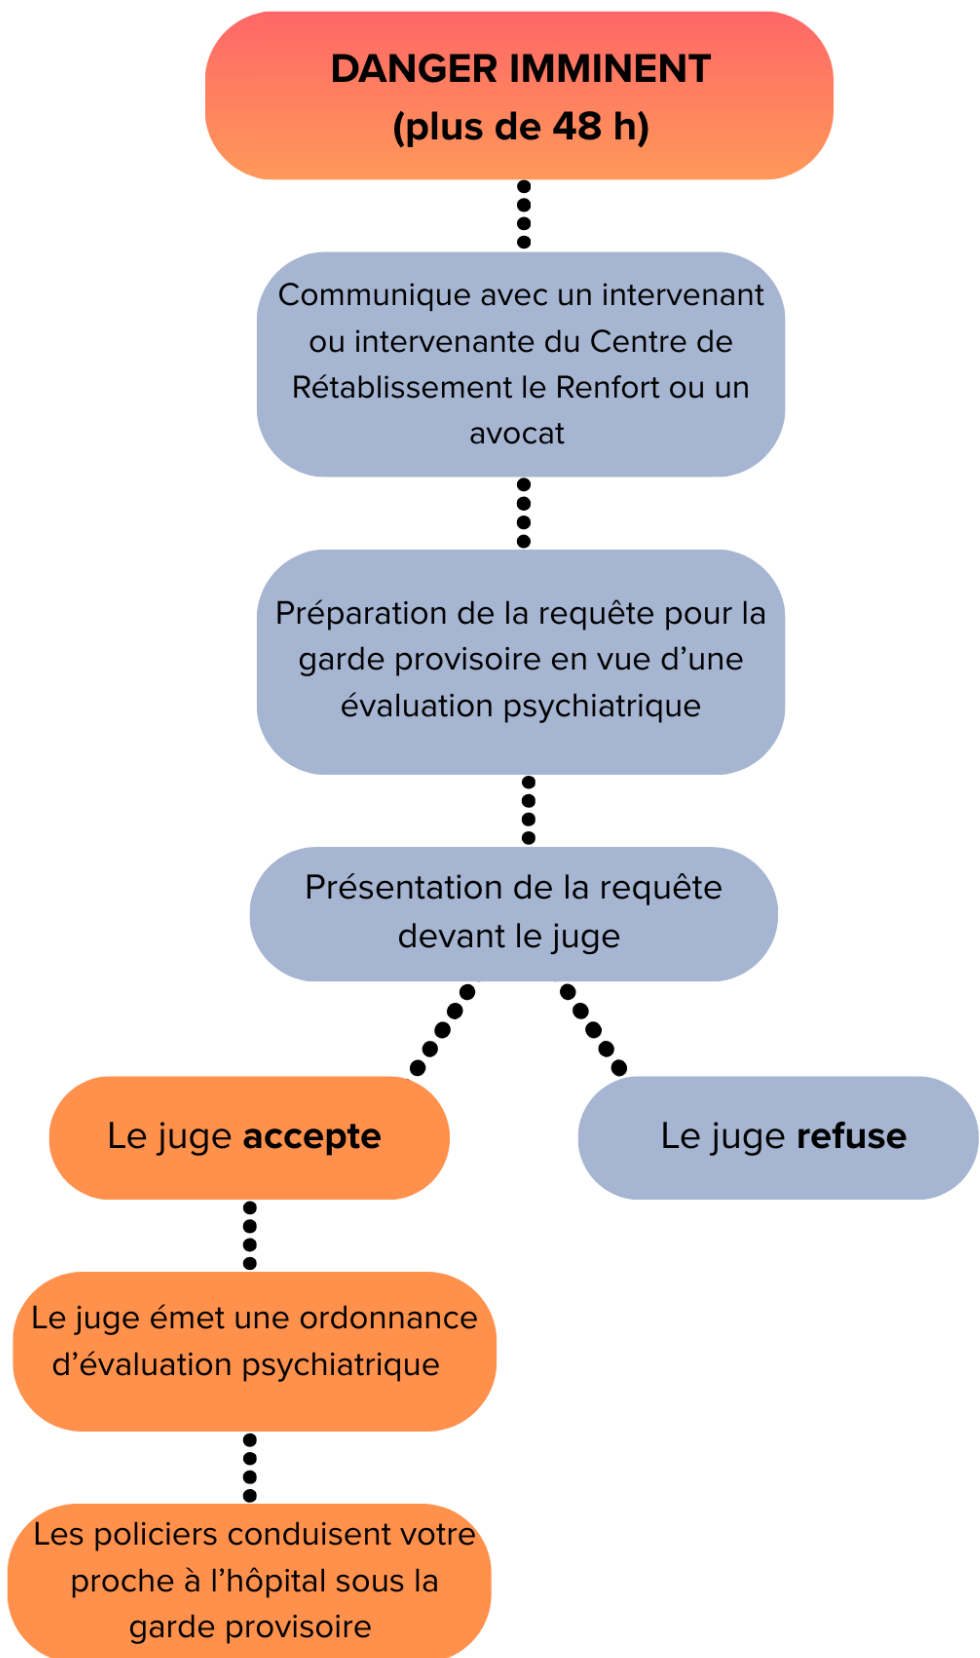 DANGER IMMINENT
(plus de 48 h)
Communique avec un intervenant
ou intervenante du Centre de
Rétablissement le Renfort ou un
avocat
Préparation de la requête pour la
garde provisoire en vue d’une
évaluation psychiatrique
Présentation de la requête
devant le juge
Le juge accepte
Le juge refuse
Le juge émet une ordonnance
d’évaluation psychiatrique
Les policiers conduisent votre
proche à l’hôpital sous la
garde provisoire